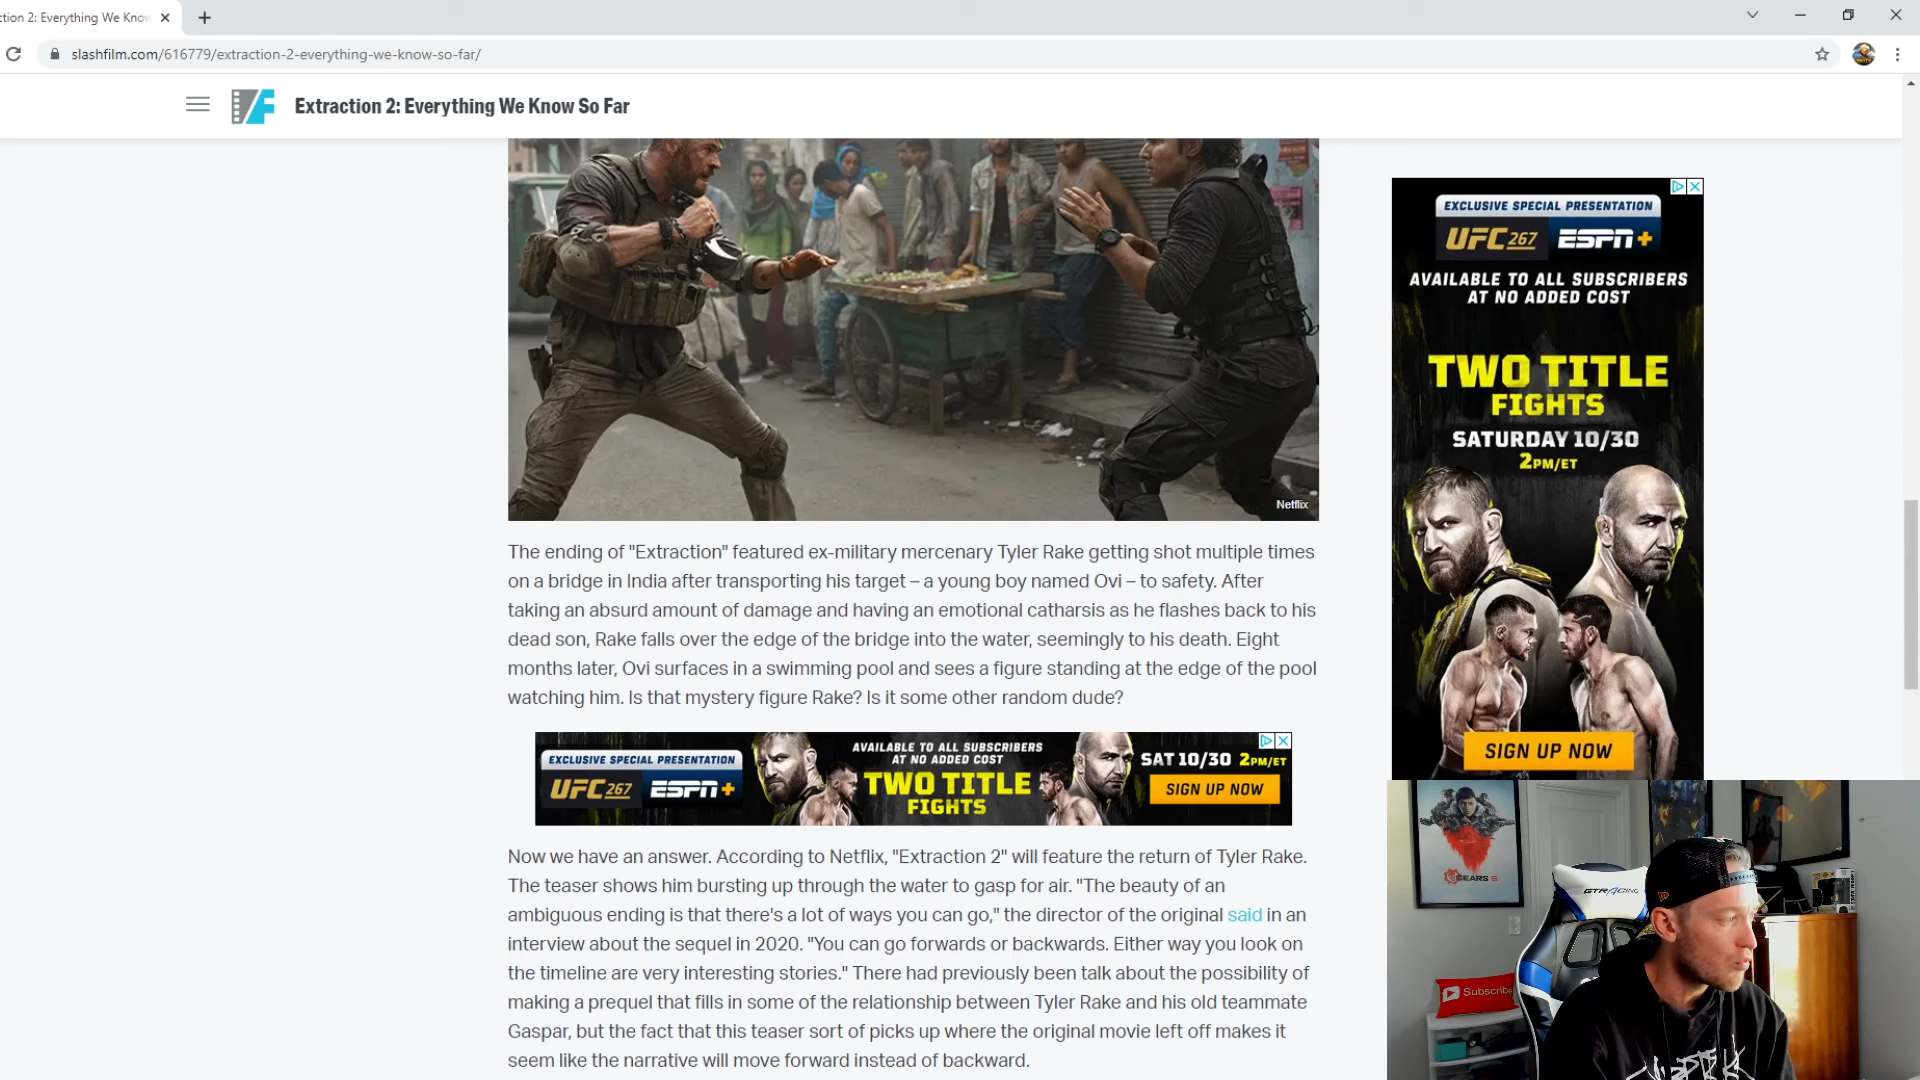 ction 2: Everything We Know
slashfilm.com/616779/extraction-2-everything-we-know-so-far/
Extraction 2: Everything We Know So Far
Netflix
EXCLUSIVE SPECIAL PRESENTATION
UFC 267 ESPN+
AVAILABLE TO ALL SUBSCRIBERS
AT NO ADDED COST
TWO TITLE
FIGHTS
SATURDAY 10/30
2PM/ET
SIGN UP NOW
The ending of "Extraction" featured ex-military mercenary Tyler Rake getting shot multiple times
on a bridge in India after transporting his target – a young boy named Ovi – to safety. After
taking an absurd amount of damage and having an emotional catharsis as he flashes back to his
dead son, Rake falls over the edge of the bridge into the water, seemingly to his death. Eight
months later, Ovi surfaces in a swimming pool and sees a figure standing at the edge of the pool
watching him. Is that mystery figure Rake? Is it some other random dude?
EXCLUSIVE SPECIAL PRESENTATION
UFC 267 ESPN+
AVAILABLE TO ALL SUBSCRIBERS
AT NO ADDED COST
TWO TITLE
FIGHTS
SAT 10/30 2PM/ET
SIGN UP NOW
Now we have an answer. According to Netflix, "Extraction 2" will feature the return of Tyler Rake.
The teaser shows him bursting up through the water to gasp for air. "The beauty of an
ambiguous ending is that there's a lot of ways you can go," the director of the original said in an
interview about the sequel in 2020. "You can go forwards or backwards. Either way you look on
the timeline are very interesting stories." There had previously been talk about the possibility of
making a prequel that fills in some of the relationship between Tyler Rake and his old teammate
Gaspar, but the fact that this teaser sort of picks up where the original movie left off makes it
seem like the narrative will move forward instead of backward.
GEARS 5
GTRACING
Subscribe